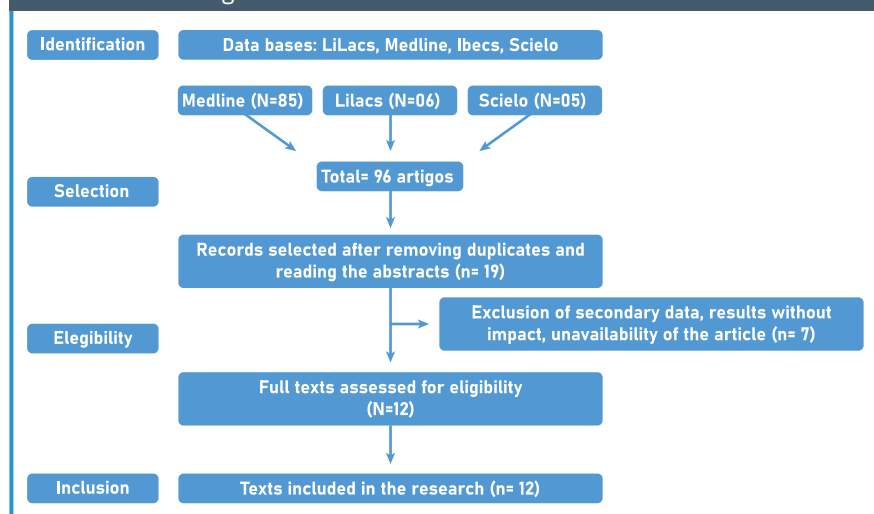 Identification
Data bases: LiLacs, Medline, Ibecs, Scielo
Medline (N=85)
Lilacs (N=06)
Scielo (N=05)
Total= 96 artigos
Selection
Records selected after removing duplicates and
reading the abstracts (n= 19)
Exclusion of secondary data, results without
impact, unavailability of the article (n= 7)
Elegibility
Full texts assessed for eligibility
(N=12)
Inclusion
Texts included in the research (n= 12)